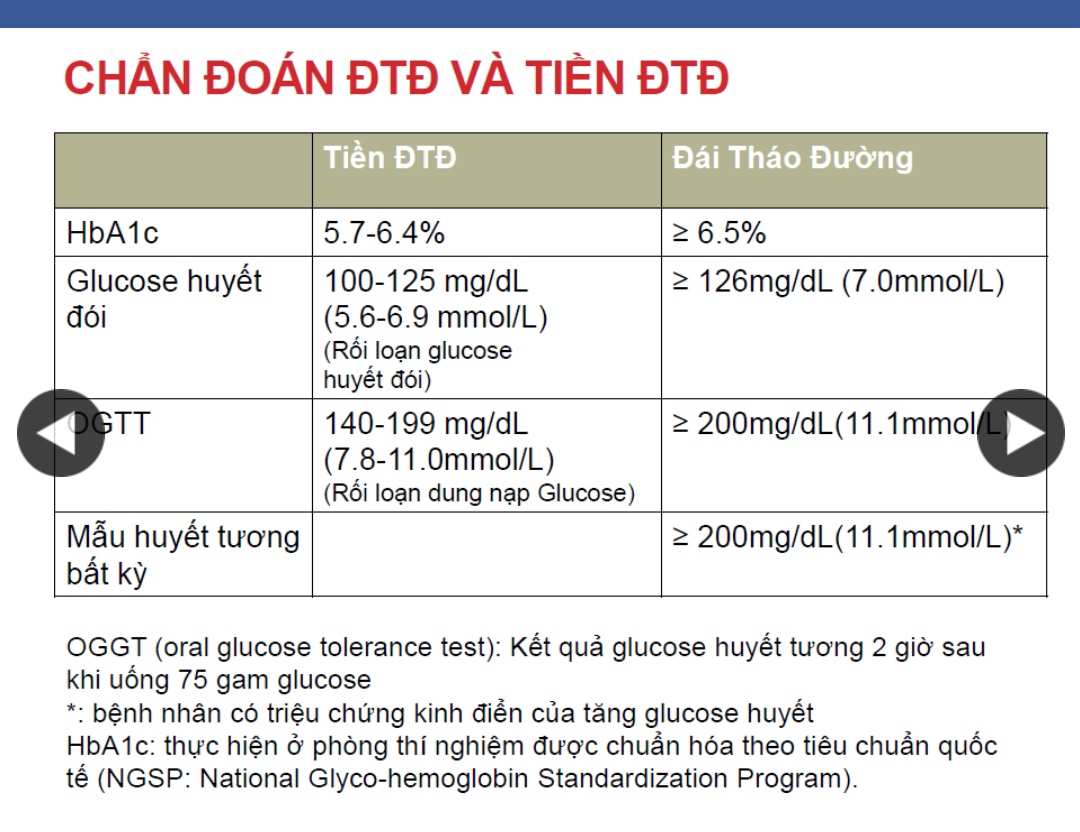 CHẨN ĐOÁN ĐTĐ VÀ TIỀN ĐTĐ
Tiền ĐTĐ
Đái Tháo Đường
HbA1c
5.7-6.4%
≥ 6.5%
Glucose huyết
đói
100-125 mg/dL
(5.6-6.9 mmol/L)
(Rối loạn glucose
huyết đói)
≥ 126mg/dL (7.0mmol/L)
OGTT
140-199 mg/dL
(7.8-11.0mmol/L)
(Rối loạn dung nạp Glucose)
≥ 200mg/dL(11.1mmol/L)
Mẫu huyết tương
bất kỳ
≥ 200mg/dL(11.1mmol/L)*
OGGT (oral glucose tolerance test): Kết quả glucose huyết tương 2 giờ sau
khi uống 75 gam glucose
*: bệnh nhân có triệu chứng kinh điển của tăng glucose huyết
HbA1c: thực hiện ở phòng thí nghiệm được chuẩn hóa theo tiêu chuẩn quốc
tế (NGSP: National Glyco-hemoglobin Standardization Program).